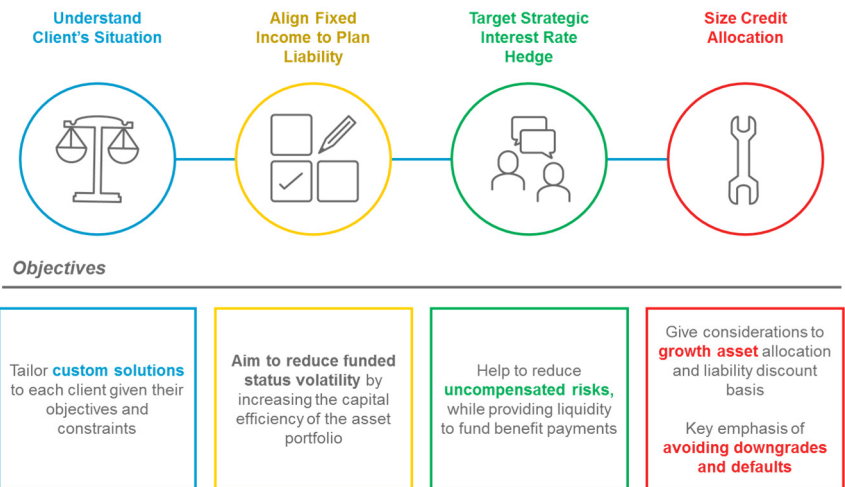 Understand
Client's Situation
Align Fixed
Income to Plan
Liability
Target Strategic
Interest Rate
Hedge
Size Credit
Allocation
Objectives
Tailor custom solutions
to each client given their
objectives and
constraints
Aim to reduce funded
status volatility by
increasing the capital
efficiency of the asset
portfolio
Help to reduce
uncompensated risks,
while providing liquidity
to fund benefit payments
Give considerations to
growth asset allocation
and liability discount
basis
Key emphasis of
avoiding downgrades
and defaults